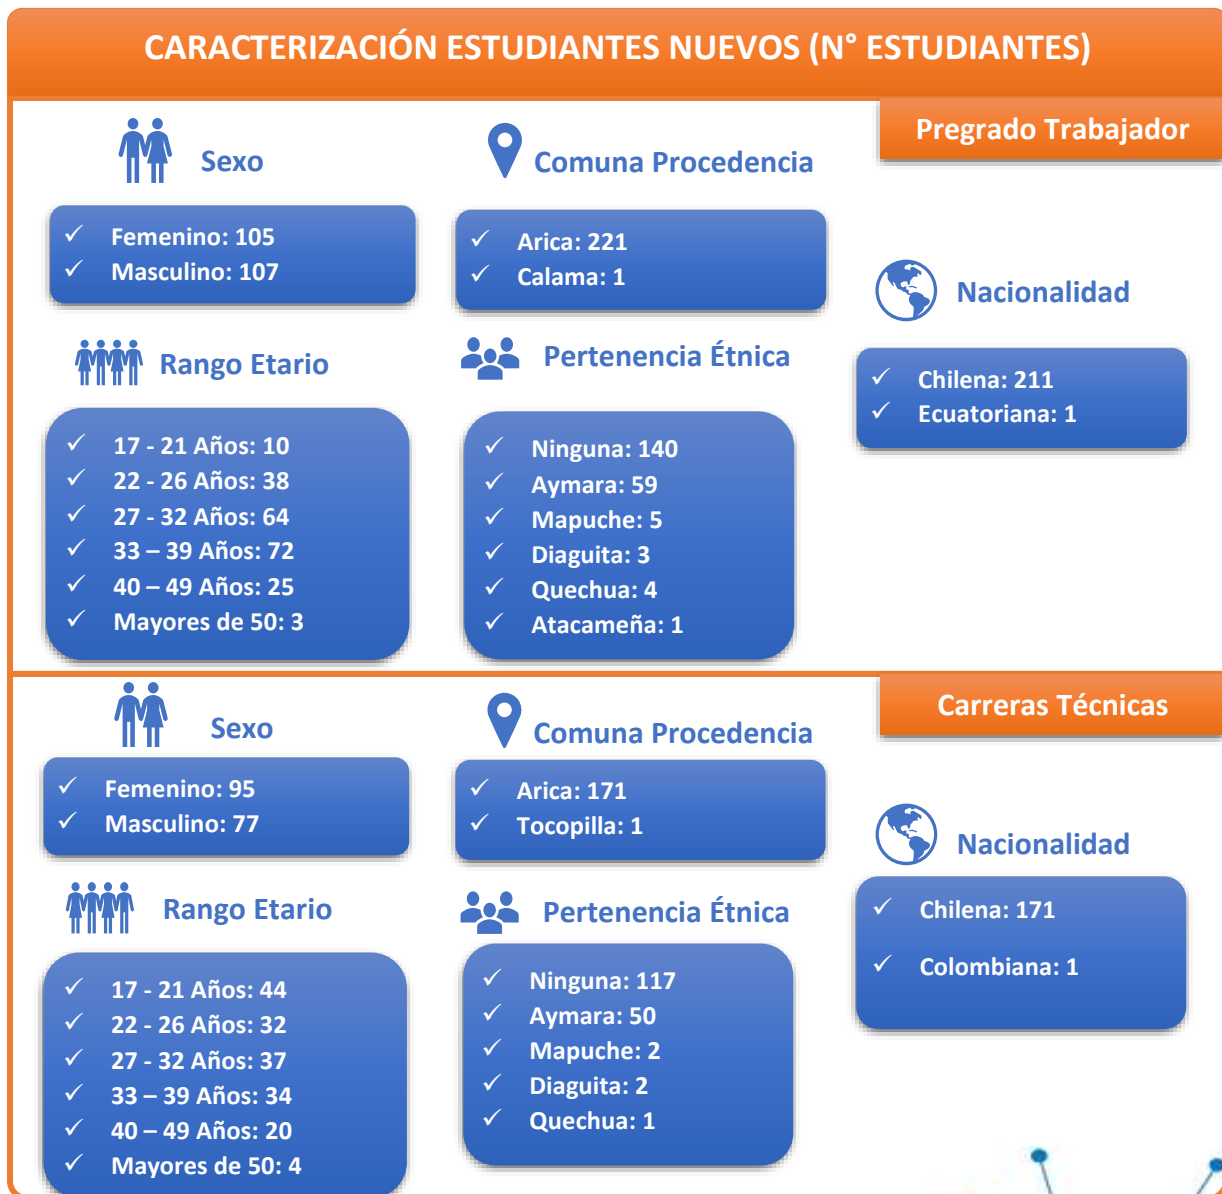 CARACTERIZACIÓN ESTUDIANTES NUEVOS (N° ESTUDIANTES)
Pregrado Trabajador
Sexo
✓ Femenino: 105
✓ Masculino: 107
Comuna Procedencia
✓ Arica: 221
✓ Calama: 1
Nacionalidad
✓ Chilena: 211
✓ Ecuatoriana: 1
Rango Etario
✓ 17 - 21 Años: 10
✓ 22 - 26 Años: 38
✓ 27 - 32 Años: 64
✓ 33 – 39 Años: 72
✓ 40 – 49 Años: 25
✓ Mayores de 50: 3
Pertenencia Étnica
✓ Ninguna: 140
✓ Aymara: 59
✓ Mapuche: 5
✓ Diaguita: 3
✓ Quechua: 4
✓ Atacameña: 1
Carreras Técnicas
Sexo
✓ Femenino: 95
✓ Masculino: 77
Comuna Procedencia
✓ Arica: 171
✓ Tocopilla: 1
Nacionalidad
✓ Chilena: 171
✓ Colombiana: 1
Rango Etario
✓ 17 - 21 Años: 44
✓ 22 - 26 Años: 32
✓ 27 - 32 Años: 37
✓ 33 – 39 Años: 34
✓ 40 – 49 Años: 20
✓ Mayores de 50: 4
Pertenencia Étnica
✓ Ninguna: 117
✓ Aymara: 50
✓ Mapuche: 2
✓ Diaguita: 2
✓ Quechua: 1